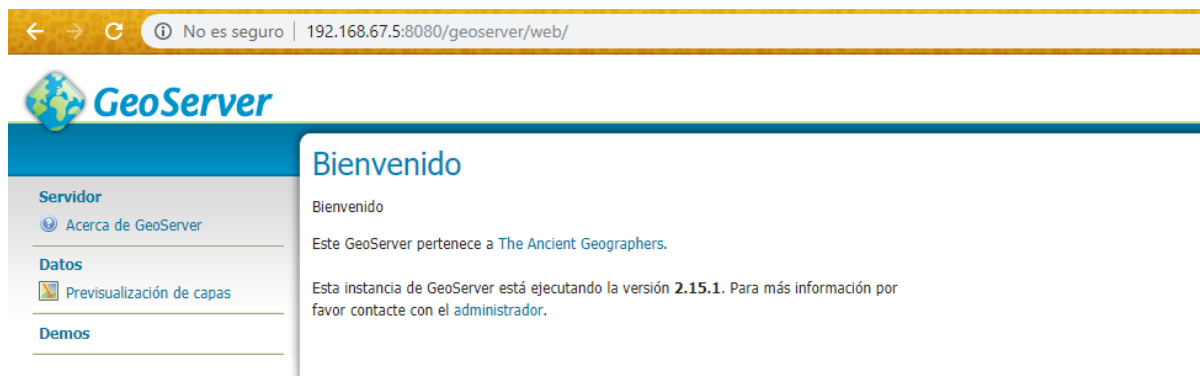 No es seguro | 192.168.67.5:8080/geoserver/web/
GeoServer
Bienvenido
Servidor
Acerca de GeoServer
Datos
Previsualización de capas
Demos
Bienvenido
Este GeoServer pertenece a The Ancient Geographers.
Esta instancia de GeoServer está ejecutando la versión 2.15.1. Para más información por
favor contacte con el administrador.